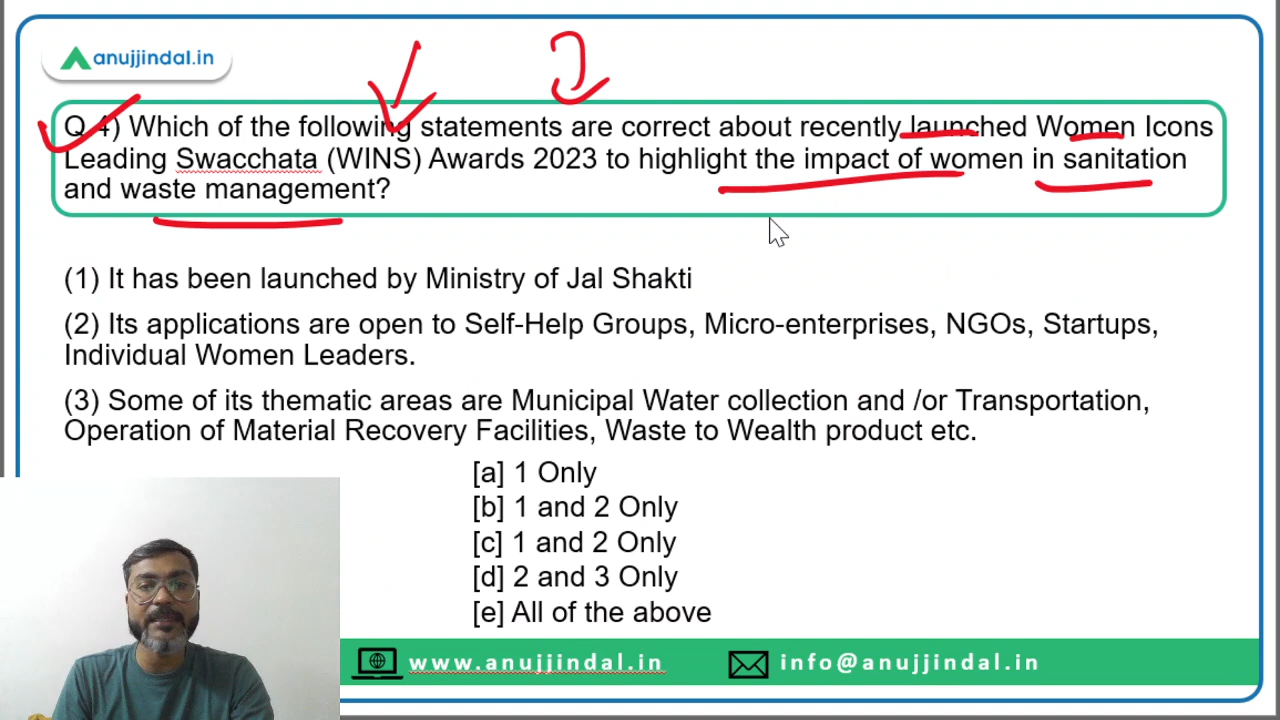 anujjindal.in
Q 4) Which of the following statements are correct about recently launched Women Icons
Leading Swacchata (WINS) Awards 2023 to highlight the impact of women in sanitation
and waste management?
(1) It has been launched by Ministry of Jal Shakti
(2) Its applications are open to Self-Help Groups, Micro-enterprises, NGOs, Startups,
Individual Women Leaders.
(3) Some of its thematic areas are Municipal Water collection and /or Transportation,
Operation of Material Recovery Facilities, Waste to Wealth product etc.
[a] 1 Only
[b] 1 and 2 Only
[c] 1 and 2 Only
[d] 2 and 3 Only
[e] All of the above
www.anujjindal.in info@anujjindal.in